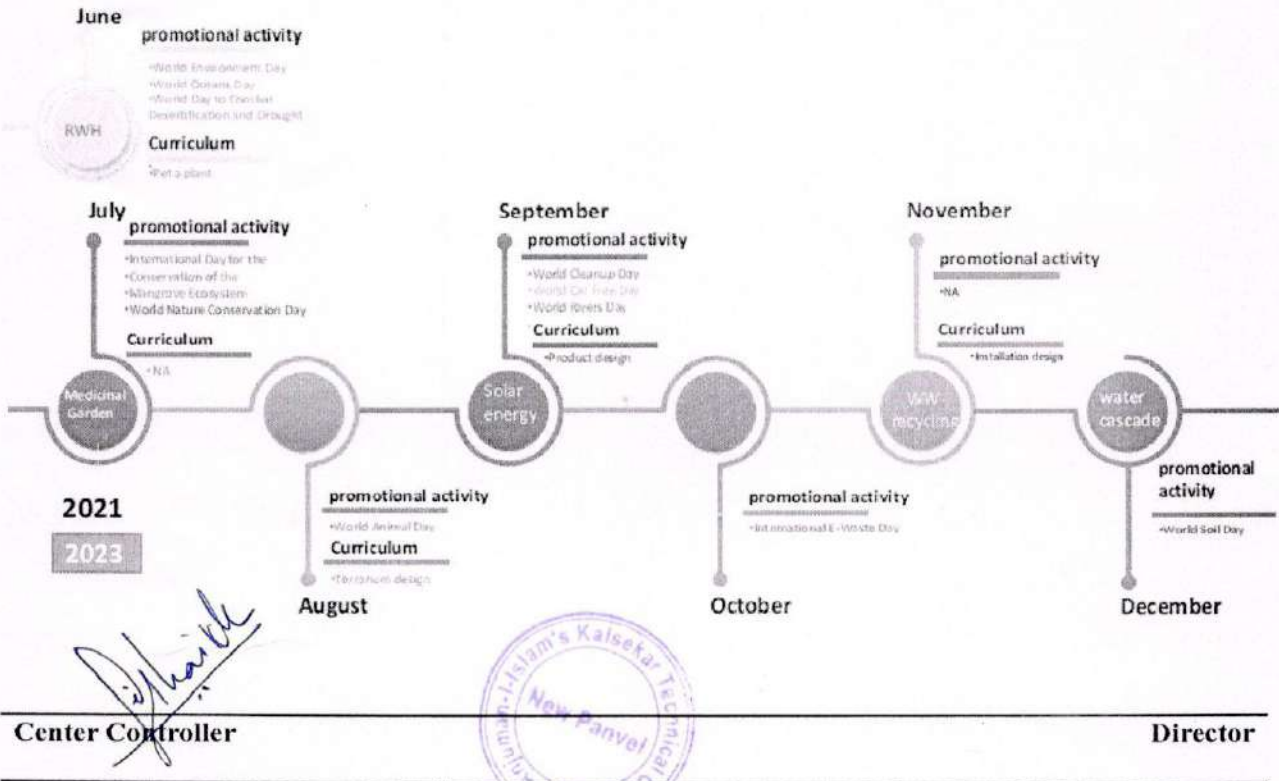 June
promotional activity
•World Environment Day
•World Oceans Day
•World Day to Combat
Desertification and Drought
RWH
Curriculum
•Pet a plant
July
promotional activity
•International Day for the
•Conservation of the
•Mangrove Ecosystem
•World Nature Conservation Day
Curriculum
•NA
Medicinal
Garden
September
promotional activity
•World Cleanup Day
•World Car Free Day
•World Rivers Day
Curriculum
•Product design
Solar
energy
November
promotional activity
•NA
Curriculum
•Installation design
WW
recycling
water
cascade
2021
2023
promotional activity
•World Animal Day
Curriculum
•Terrarium design
August
promotional activity
•International E-Waste Day
October
promotional
activity
•World Soil Day
December
Anjuman-I-Islam's Kalsekar Technical
New Panvel
Center Controller
Director